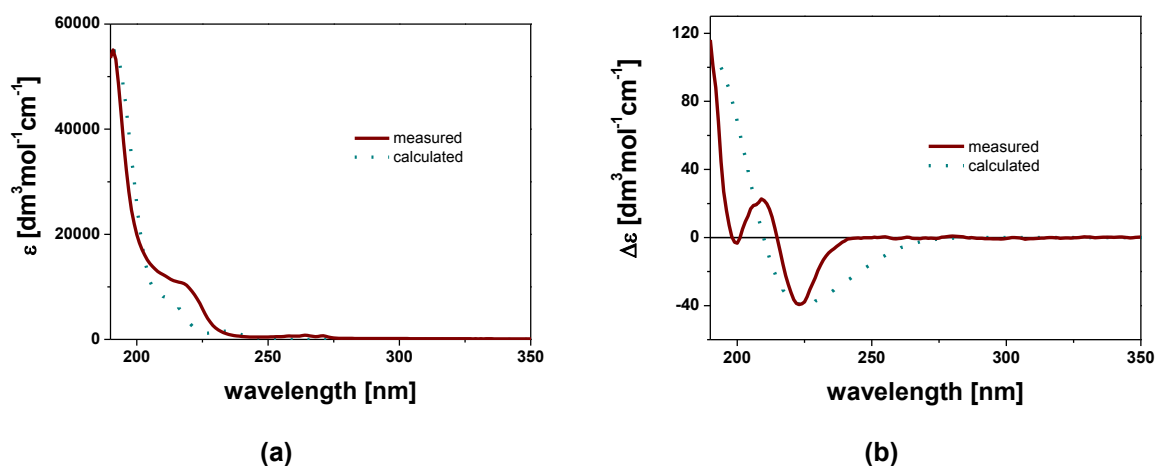 60000
40000
20000
0
ε [dm³mol⁻¹cm⁻¹]
measured
calculated
200 250 300 350
wavelength [nm]
(a)
120
80
40
0
-40
Δε [dm³mol⁻¹cm⁻¹]
measured
calculated
200 250 300 350
wavelength [nm]
(b)